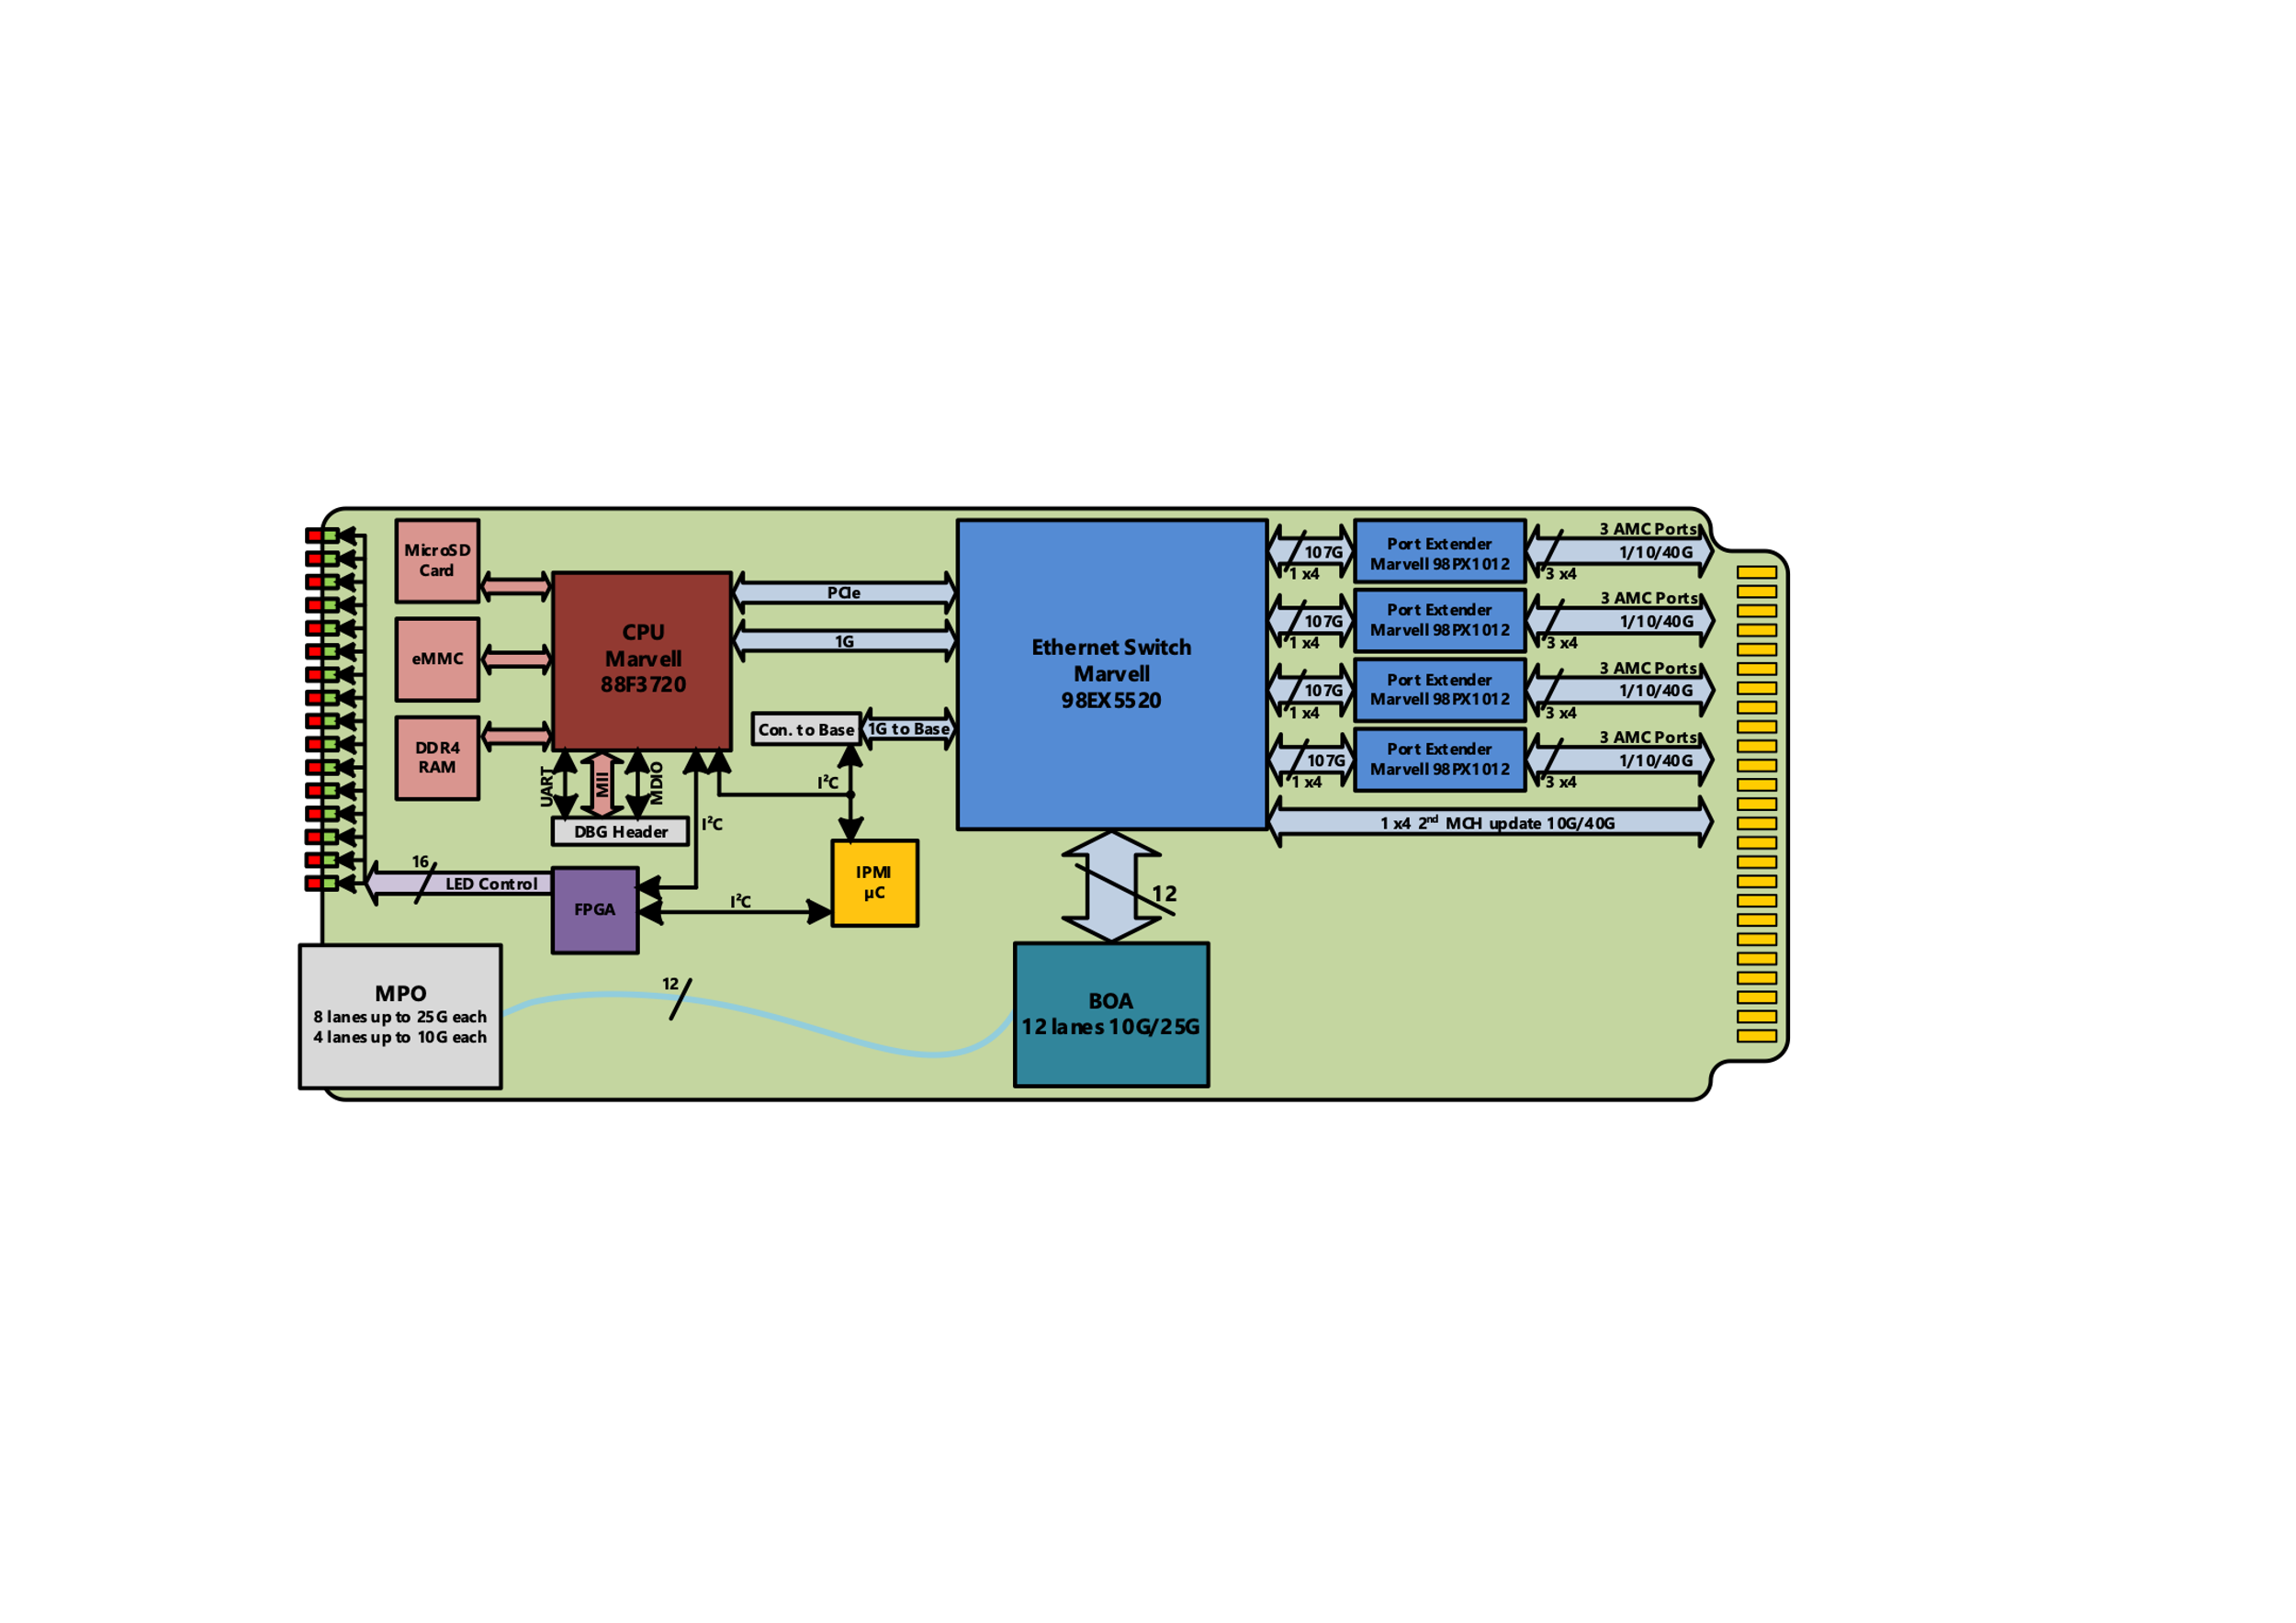 MicroSD
Card
eMMC
DDR4
RAM
CPU
Marvell
88F3720
PCIe
1G
Con. to Base
1G to Base
UART
MII
MDIO
DBG Header
I²C
I²C
I²C
16
LED Control
FPGA
IPMI
µC
Ethernet Switch
Marvell
98EX5520
107G
1 x4
Port Extender
Marvell 98PX1012
3 AMC Ports
1/10/40G
3 x4
107G
1 x4
Port Extender
Marvell 98PX1012
3 AMC Ports
1/10/40G
3 x4
107G
1 x4
Port Extender
Marvell 98PX1012
3 AMC Ports
1/10/40G
3 x4
107G
1 x4
Port Extender
Marvell 98PX1012
3 AMC Ports
1/10/40G
3 x4
1 x4 2nd MCH update 10G/40G
12
MPO
8 lanes up to 25G each
4 lanes up to 10G each
12
BOA
12 lanes 10G/25G